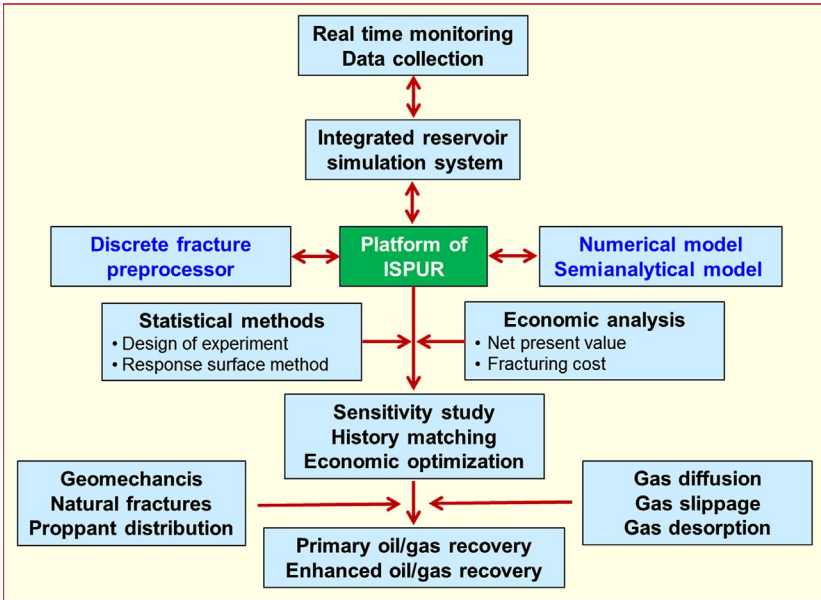 Real time monitoring
Data collection
Integrated reservoir
simulation system
Discrete fracture
preprocessor
Platform of
ISPUR
Numerical model
Semianalytical model
Statistical methods
• Design of experiment
• Response surface method
Economic analysis
• Net present value
• Fracturing cost
Sensitivity study
History matching
Economic optimization
Geomechancis
Natural fractures
Proppant distribution
Gas diffusion
Gas slippage
Gas desorption
Primary oil/gas recovery
Enhanced oil/gas recovery